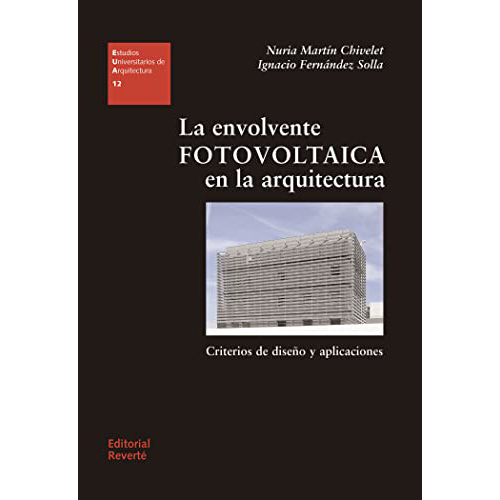 Estudios
Universitarios de
Arquitectura
12
Nuria Martín Chivelet
Ignacio Fernández Solla
La envolvente
FOTOVOLTAICA
en la arquitectura
Criterios de diseño y aplicaciones
Editorial
Reverté